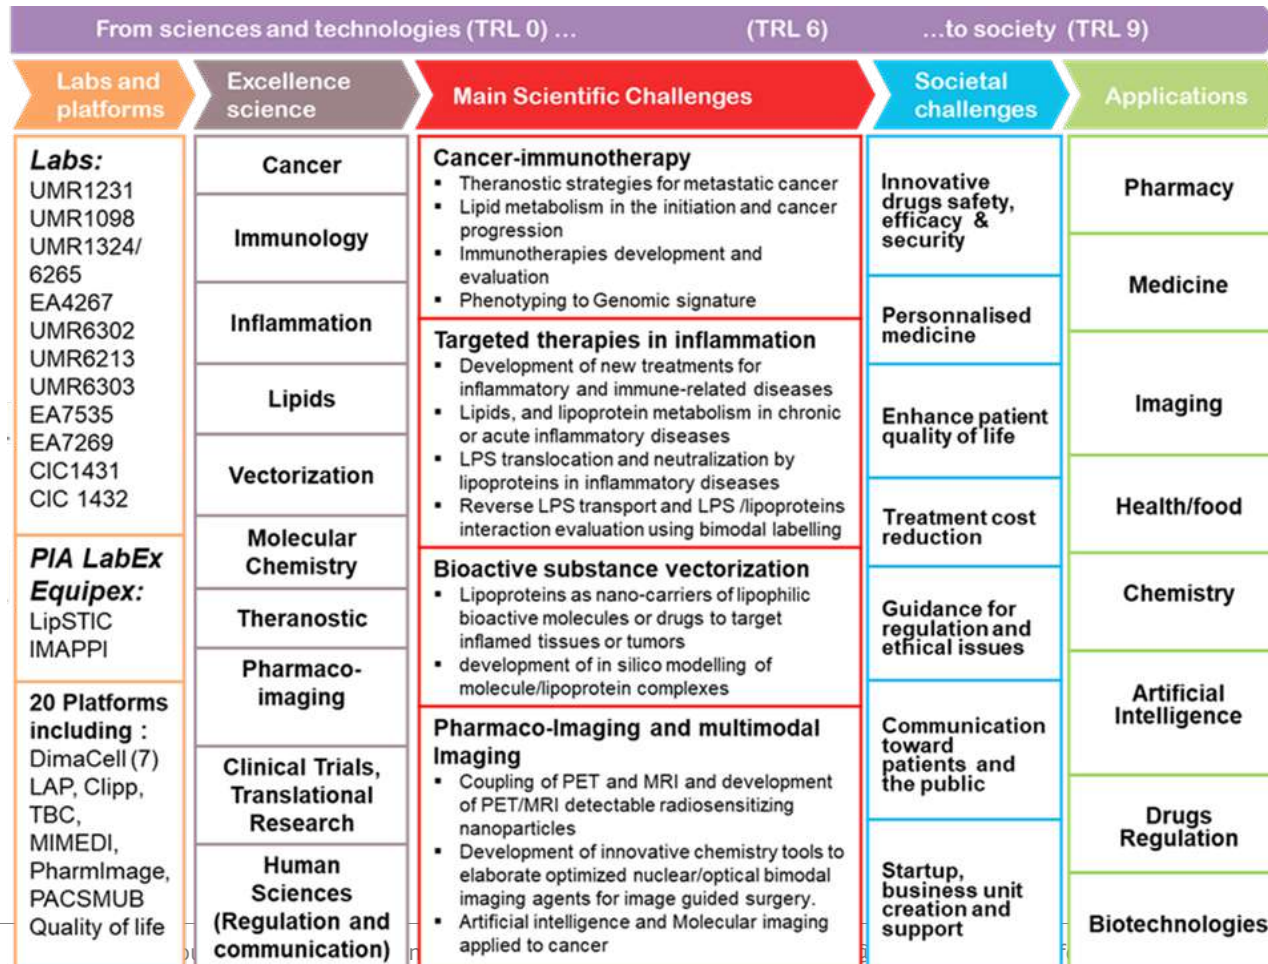 From sciences and technologies (TRL 0) ... (TRL 6) ...to society (TRL 9)
Labs and
platforms
Excellence
science
Main Scientific Challenges
Societal
challenges
Applications
Labs:
UMR1231
UMR1098
UMR1324/
6265
EA4267
UMR6302
UMR6213
UMR6303
EA7535
EA7269
CIC1431
CIC 1432
PIA LabEx
Equipex:
LipSTIC
IMAPPI
20 Platforms
including :
DimaCell (7)
LAP, Clipp,
TBC,
MIMEDI,
PharmImage,
PACSMUB
Quality of life
Cancer
Immunology
Inflammation
Lipids
Vectorization
Molecular
Chemistry
Theranostic
Pharmaco-
imaging
Clinical Trials,
Translational
Research
Human
Sciences
(Regulation and
communication)
Cancer-immunotherapy
▪ Theranostic strategies for metastatic cancer
▪ Lipid metabolism in the initiation and cancer
progression
▪ Immunotherapies development and
evaluation
▪ Phenotyping to Genomic signature
Targeted therapies in inflammation
▪ Development of new treatments for
inflammatory and immune-related diseases
▪ Lipids, and lipoprotein metabolism in chronic
or acute inflammatory diseases
▪ LPS translocation and neutralization by
lipoproteins in inflammatory diseases
▪ Reverse LPS transport and LPS /lipoproteins
interaction evaluation using bimodal labelling
Bioactive substance vectorization
▪ Lipoproteins as nano-carriers of lipophilic
bioactive molecules or drugs to target
inflamed tissues or tumors
▪ development of in silico modelling of
molecule/lipoprotein complexes
Pharmaco-Imaging and multimodal
Imaging
▪ Coupling of PET and MRI and development
of PET/MRI detectable radiosensitizing
nanoparticles
▪ Development of innovative chemistry tools to
elaborate optimized nuclear/optical bimodal
imaging agents for image guided surgery.
▪ Artificial intelligence and Molecular imaging
applied to cancer
Innovative
drugs safety,
efficacy &
security
Personnalised
medicine
Enhance patient
quality of life
Treatment cost
reduction
Guidance for
regulation and
ethical issues
Communication
toward
patients and
the public
Startup,
business unit
creation and
support
Pharmacy
Medicine
Imaging
Health/food
Chemistry
Artificial
Intelligence
Drugs
Regulation
Biotechnologies